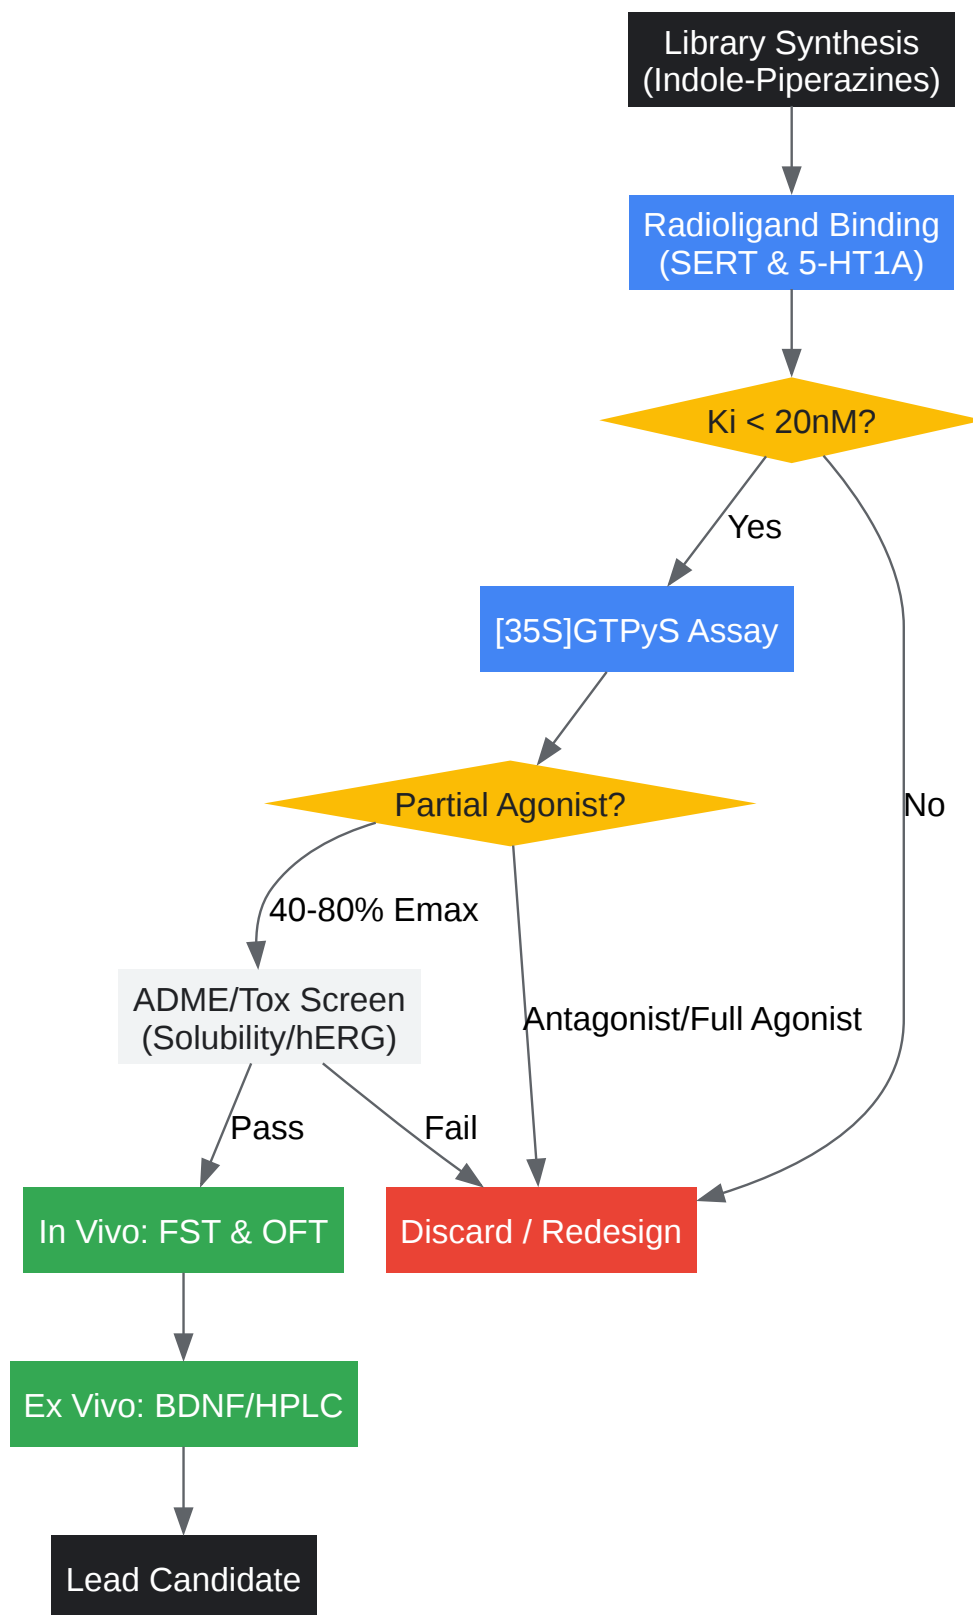 Library Synthesis
(Indole-Piperazines)
Radioligand Binding
(SERT & 5-HT1A)
Ki < 20nM?
Yes
[35S]GTPyS Assay
Partial Agonist?
No
40-80% Emax
ADME/Tox Screen
(Solubility/hERG)
Antagonist/Full Agonist
Pass
Fail
In Vivo: FST & OFT
Discard / Redesign
Ex Vivo: BDNF/HPLC
Lead Candidate